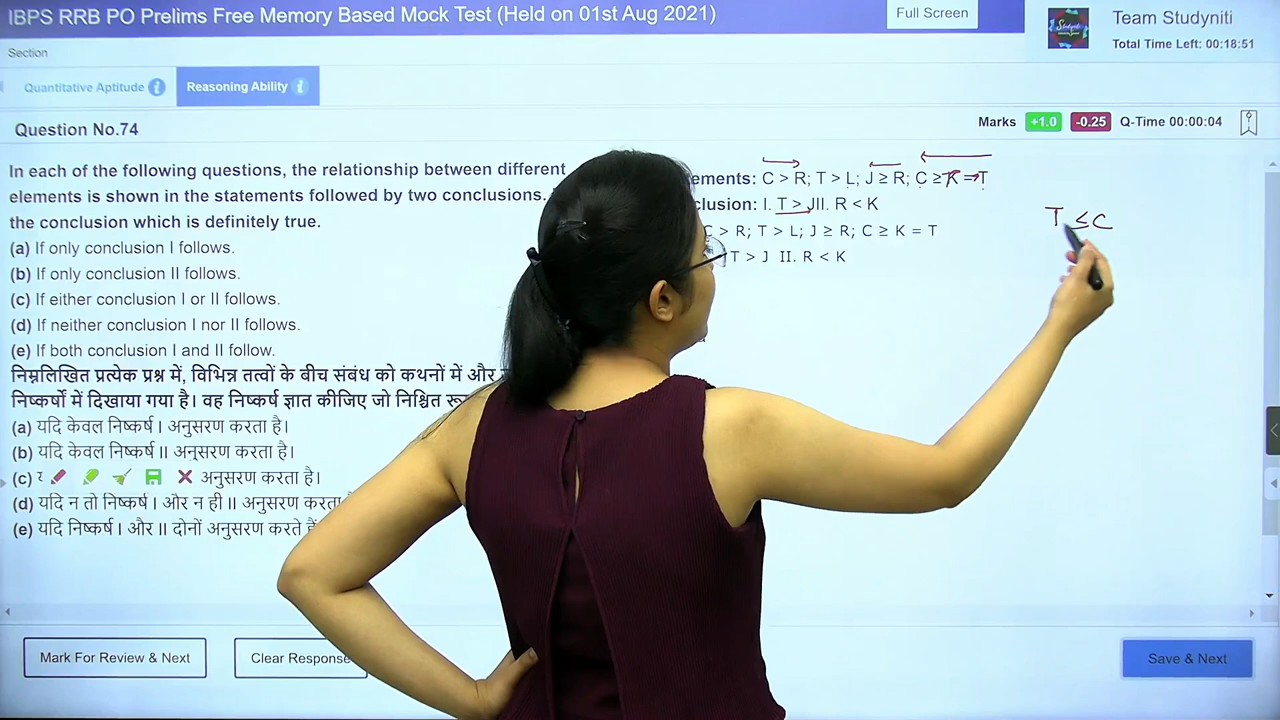 IBPS RRB PO Prelims Free Memory Based Mock Test (Held on 01st Aug 2021)
Full Screen
Team Studyniti
Total Time Left: 00:18:51
Section
Quantitative Aptitude i
Reasoning Ability i
Question No.74
Marks +1.0 -0.25 Q-Time 00:00:04
In each of the following questions, the relationship between different
elements is shown in the statements followed by two conclusions.
the conclusion which is definitely true.
(a) If only conclusion I follows.
(b) If only conclusion II follows.
(c) If either conclusion I or II follows.
(d) If neither conclusion I nor II follows.
(e) If both conclusion I and II follow.
निम्नलिखित प्रत्येक प्रश्न में, विभिन्न तत्वों के बीच संबंध को कथनों में और
निष्कर्षों में दिखाया गया है। वह निष्कर्ष ज्ञात कीजिए जो निश्चित
(a) यदि केवल निष्कर्ष I अनुसरण करता है।
(b) यदि केवल निष्कर्ष II अनुसरण करता है।
(c) अनुसरण करता है।
(d) यदि न तो निष्कर्ष I और न ही II अनुसरण करता
(e) यदि निष्कर्ष I और II दोनों अनुसरण करते हैं
ements: C > R; T > L; J ≥ R; C ≥ K = T
clusion: I. T > J II. R < K
C > R; T > L; J ≥ R; C ≥ K = T
T > J II. R < K
T ≤ C
Mark For Review & Next
Clear Response
Save & Next